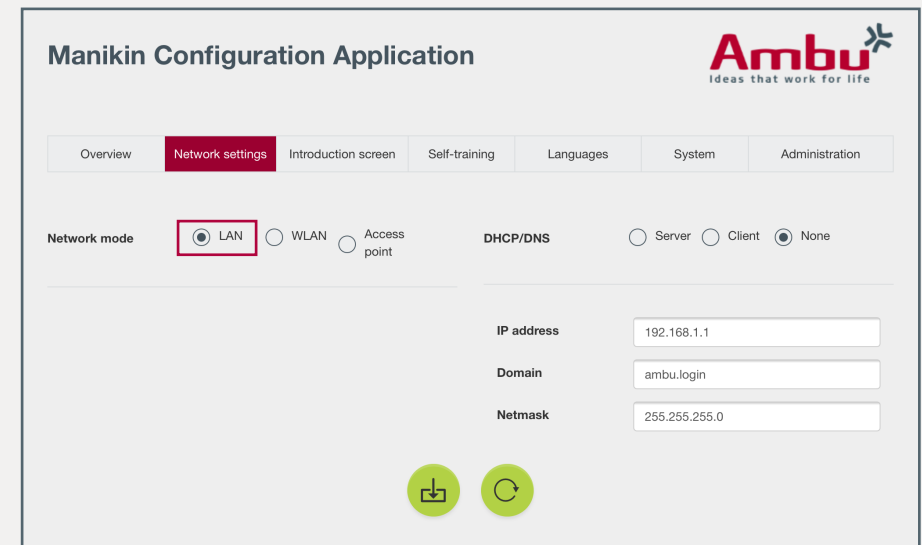 Manikin Configuration Application
Ambu
Ideas that work for life
Overview
Network settings
Introduction screen
Self-training
Languages
System
Administration
Network mode
LAN
WLAN
Access
point
DHCP/DNS
Server
Client
None
IP address
192.168.1.1
Domain
ambu.login
Netmask
255.255.255.0